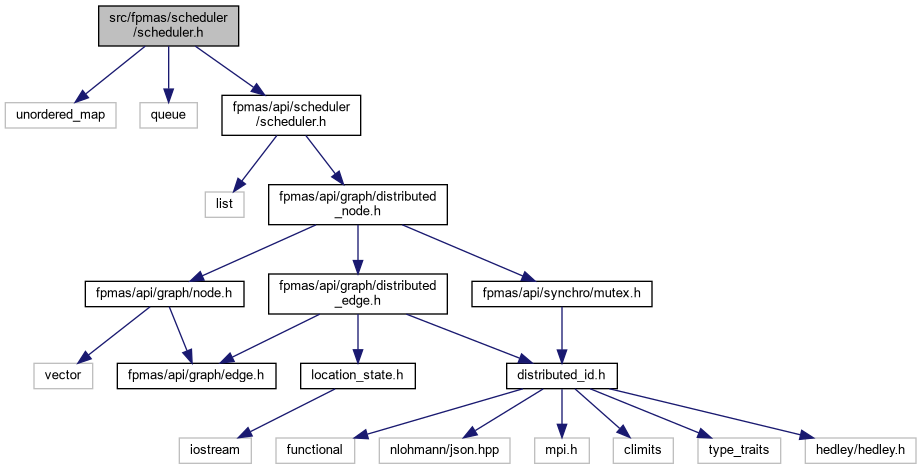 src/fpmas/scheduler
/scheduler.h
unordered_map
queue
fpmas/api/scheduler
/scheduler.h
list
fpmas/api/graph/distributed
_node.h
fpmas/api/graph/node.h
fpmas/api/graph/distributed
_edge.h
fpmas/api/synchro/mutex.h
vector
fpmas/api/graph/edge.h
location_state.h
distributed_id.h
iostream
functional
nlohmann/json.hpp
mpi.h
climits
type_traits
hedley/hedley.h